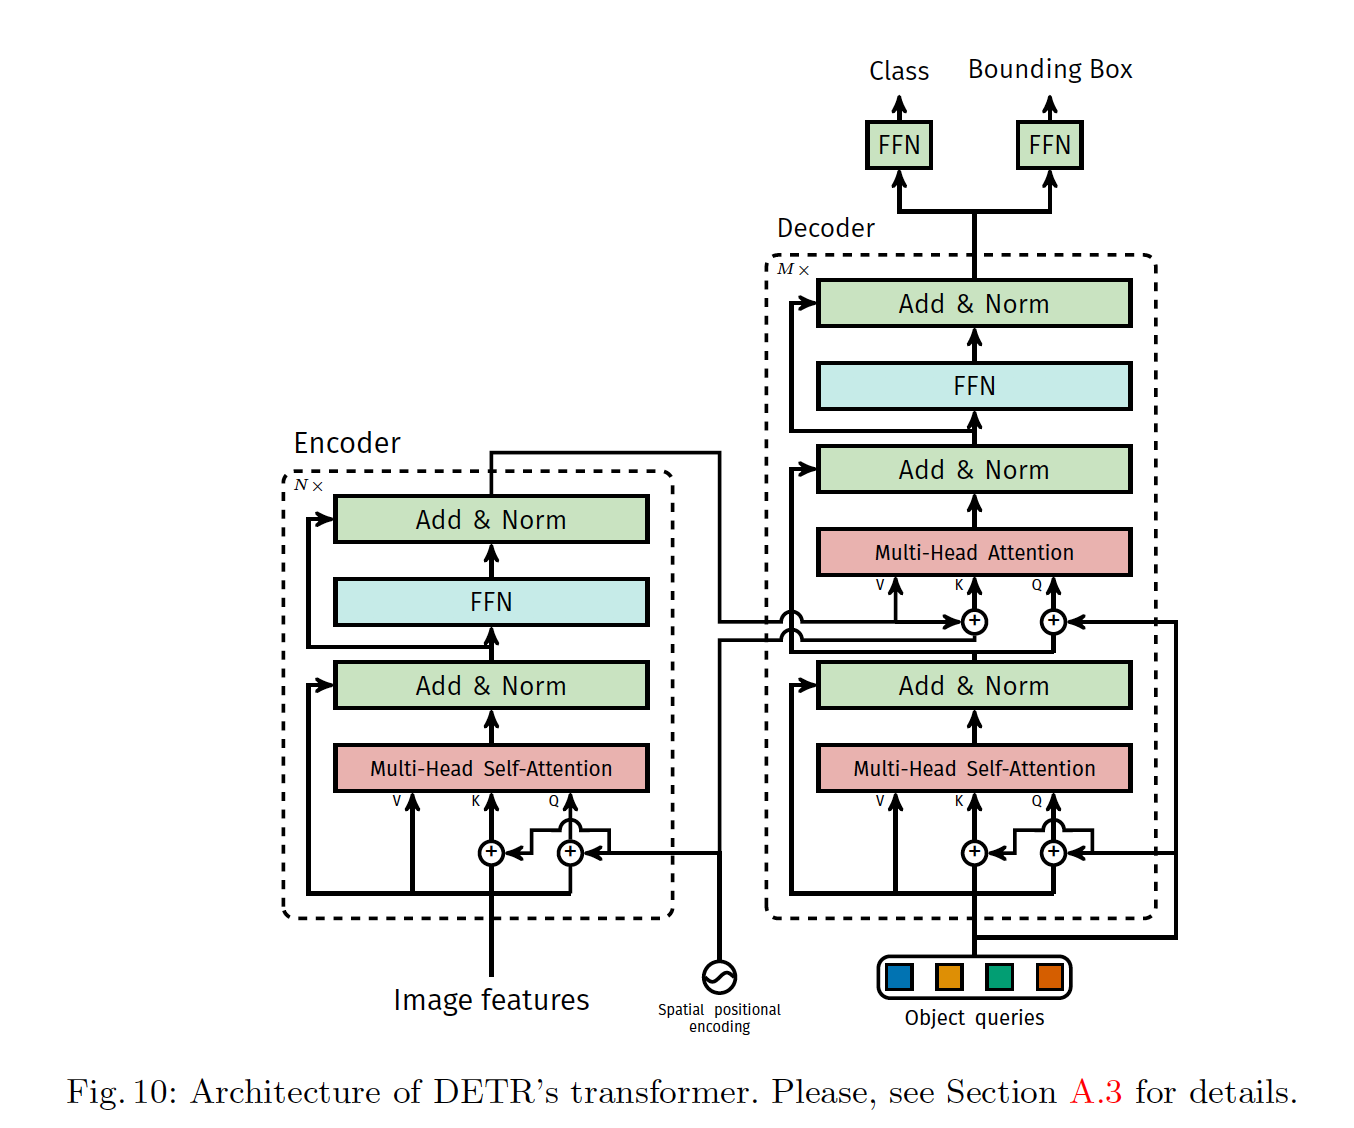 Class
Bounding Box
FFN
FFN
Decoder
M ×
Add & Norm
FFN
Add & Norm
Multi-Head Attention
V K Q
+
+
Add & Norm
Multi-Head Self-Attention
V K Q
+
+
Object queries
Encoder
N ×
Add & Norm
FFN
Add & Norm
Multi-Head Self-Attention
V K Q
+
+
Image features
Spatial positional
encoding
Fig. 10: Architecture of DETR's transformer. Please, see Section A.3 for details.